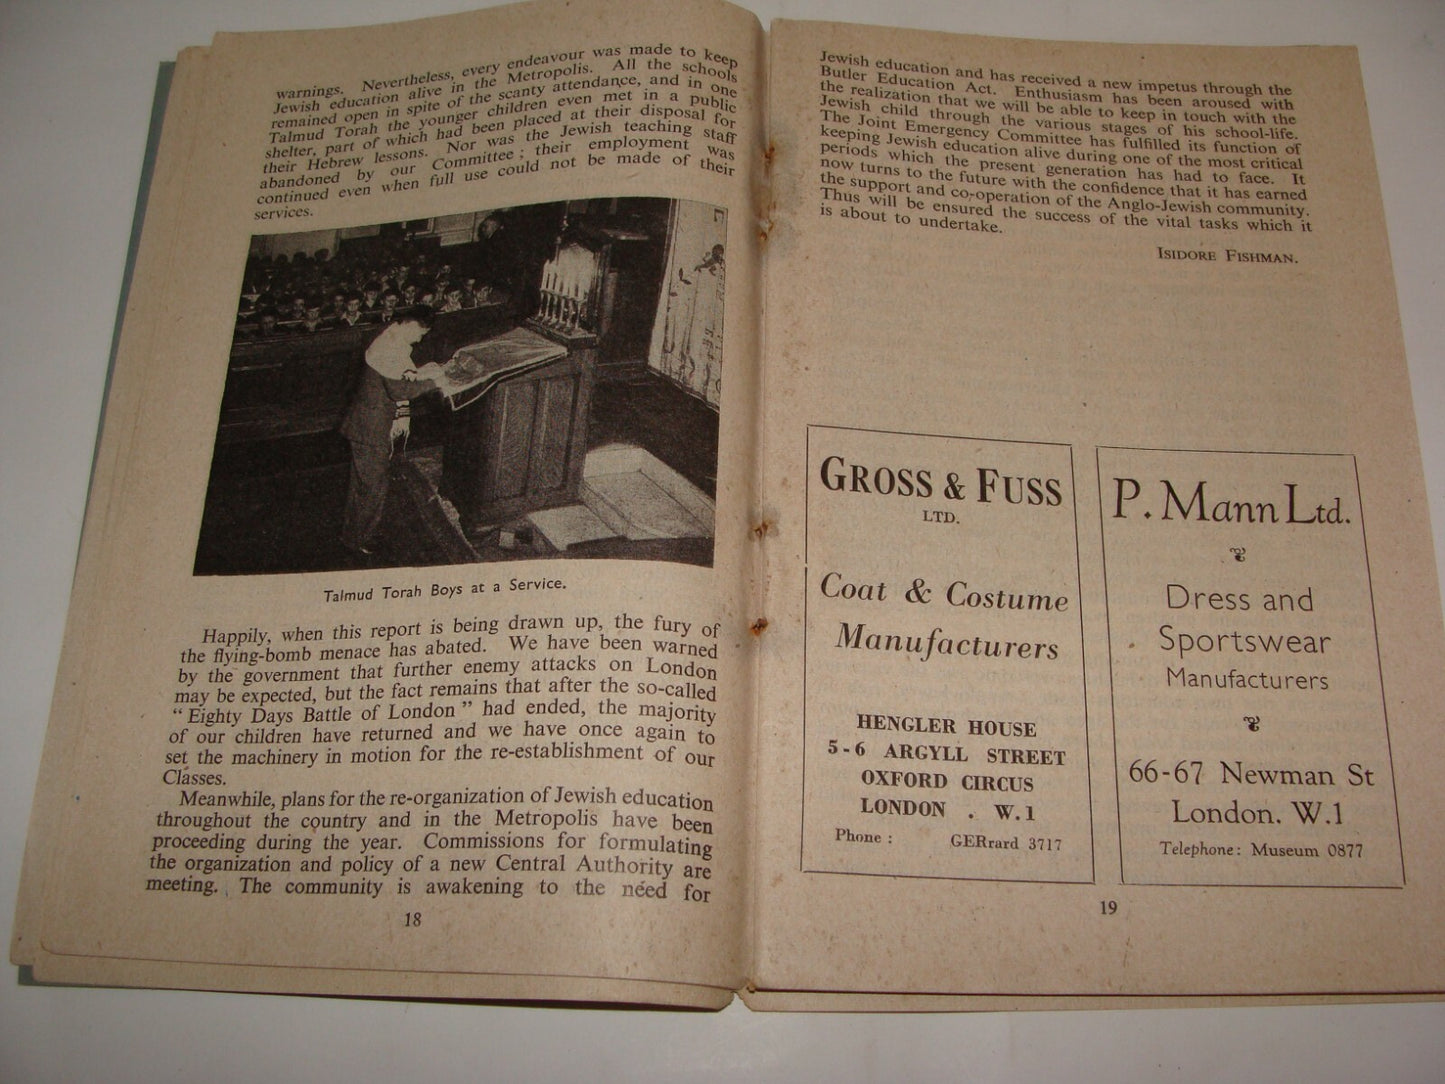 warnings. Nevertheless, every endeavour was made to keep
Jewish education alive in the Metropolis. All the schools
remained open in spite of the scanty attendance, and in one
Talmud Torah the younger children even met in a public
shelter, part of which had been placed at their disposal for
their Hebrew lessons. Nor was the Jewish teaching staff
abandoned by our Committee; their employment was
continued even when full use could not be made of their
services.
Talmud Torah Boys at a Service.
Happily, when this report is being drawn up, the fury of
the flying-bomb menace has abated. We have been warned
by the government that further enemy attacks on London
may be expected, but the fact remains that after the so-called
“ Eighty Days Battle of London ” had ended, the majority
of our children have returned and we have once again to
set the machinery in motion for the re-establishment of our
Classes.
Meanwhile, plans for the re-organization of Jewish education
throughout the country and in the Metropolis have been
proceeding during the year. Commissions for formulating
the organization and policy of a new Central Authority are
meeting. The community is awakening to the need for
18
Jewish education and has received a new impetus through the
Butler Education Act. Enthusiasm has been aroused with
the realization that we will be able to keep in touch with the
Jewish child through the various stages of his school-life.
The Joint Emergency Committee has fulfilled its function of
keeping Jewish education alive during one of the most critical
periods which the present generation has had to face. It
now turns to the future with the confidence that it has earned
the support and co-operation of the Anglo-Jewish community.
Thus will be ensured the success of the vital tasks which it
is about to undertake.
ISIDORE FISHMAN.
GROSS & FUSS
LTD.
Coat & Costume
Manufacturers
HENGLER HOUSE
5-6 ARGYLL STREET
OXFORD CIRCUS
LONDON . W.1
Phone : GERrard 3717
P. Mann Ltd.
Dress and
Sportswear
Manufacturers
66-67 Newman St
London. W.1
Telephone: Museum 0877
19